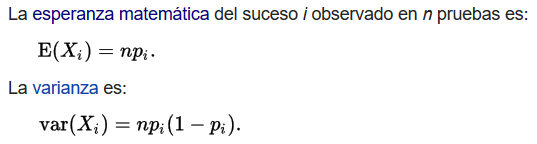 La esperanza matemática del suceso i observado en n pruebas es:
E(Xᵢ) = npᵢ.
La varianza es:
var(Xᵢ) = npᵢ(1 − pᵢ).